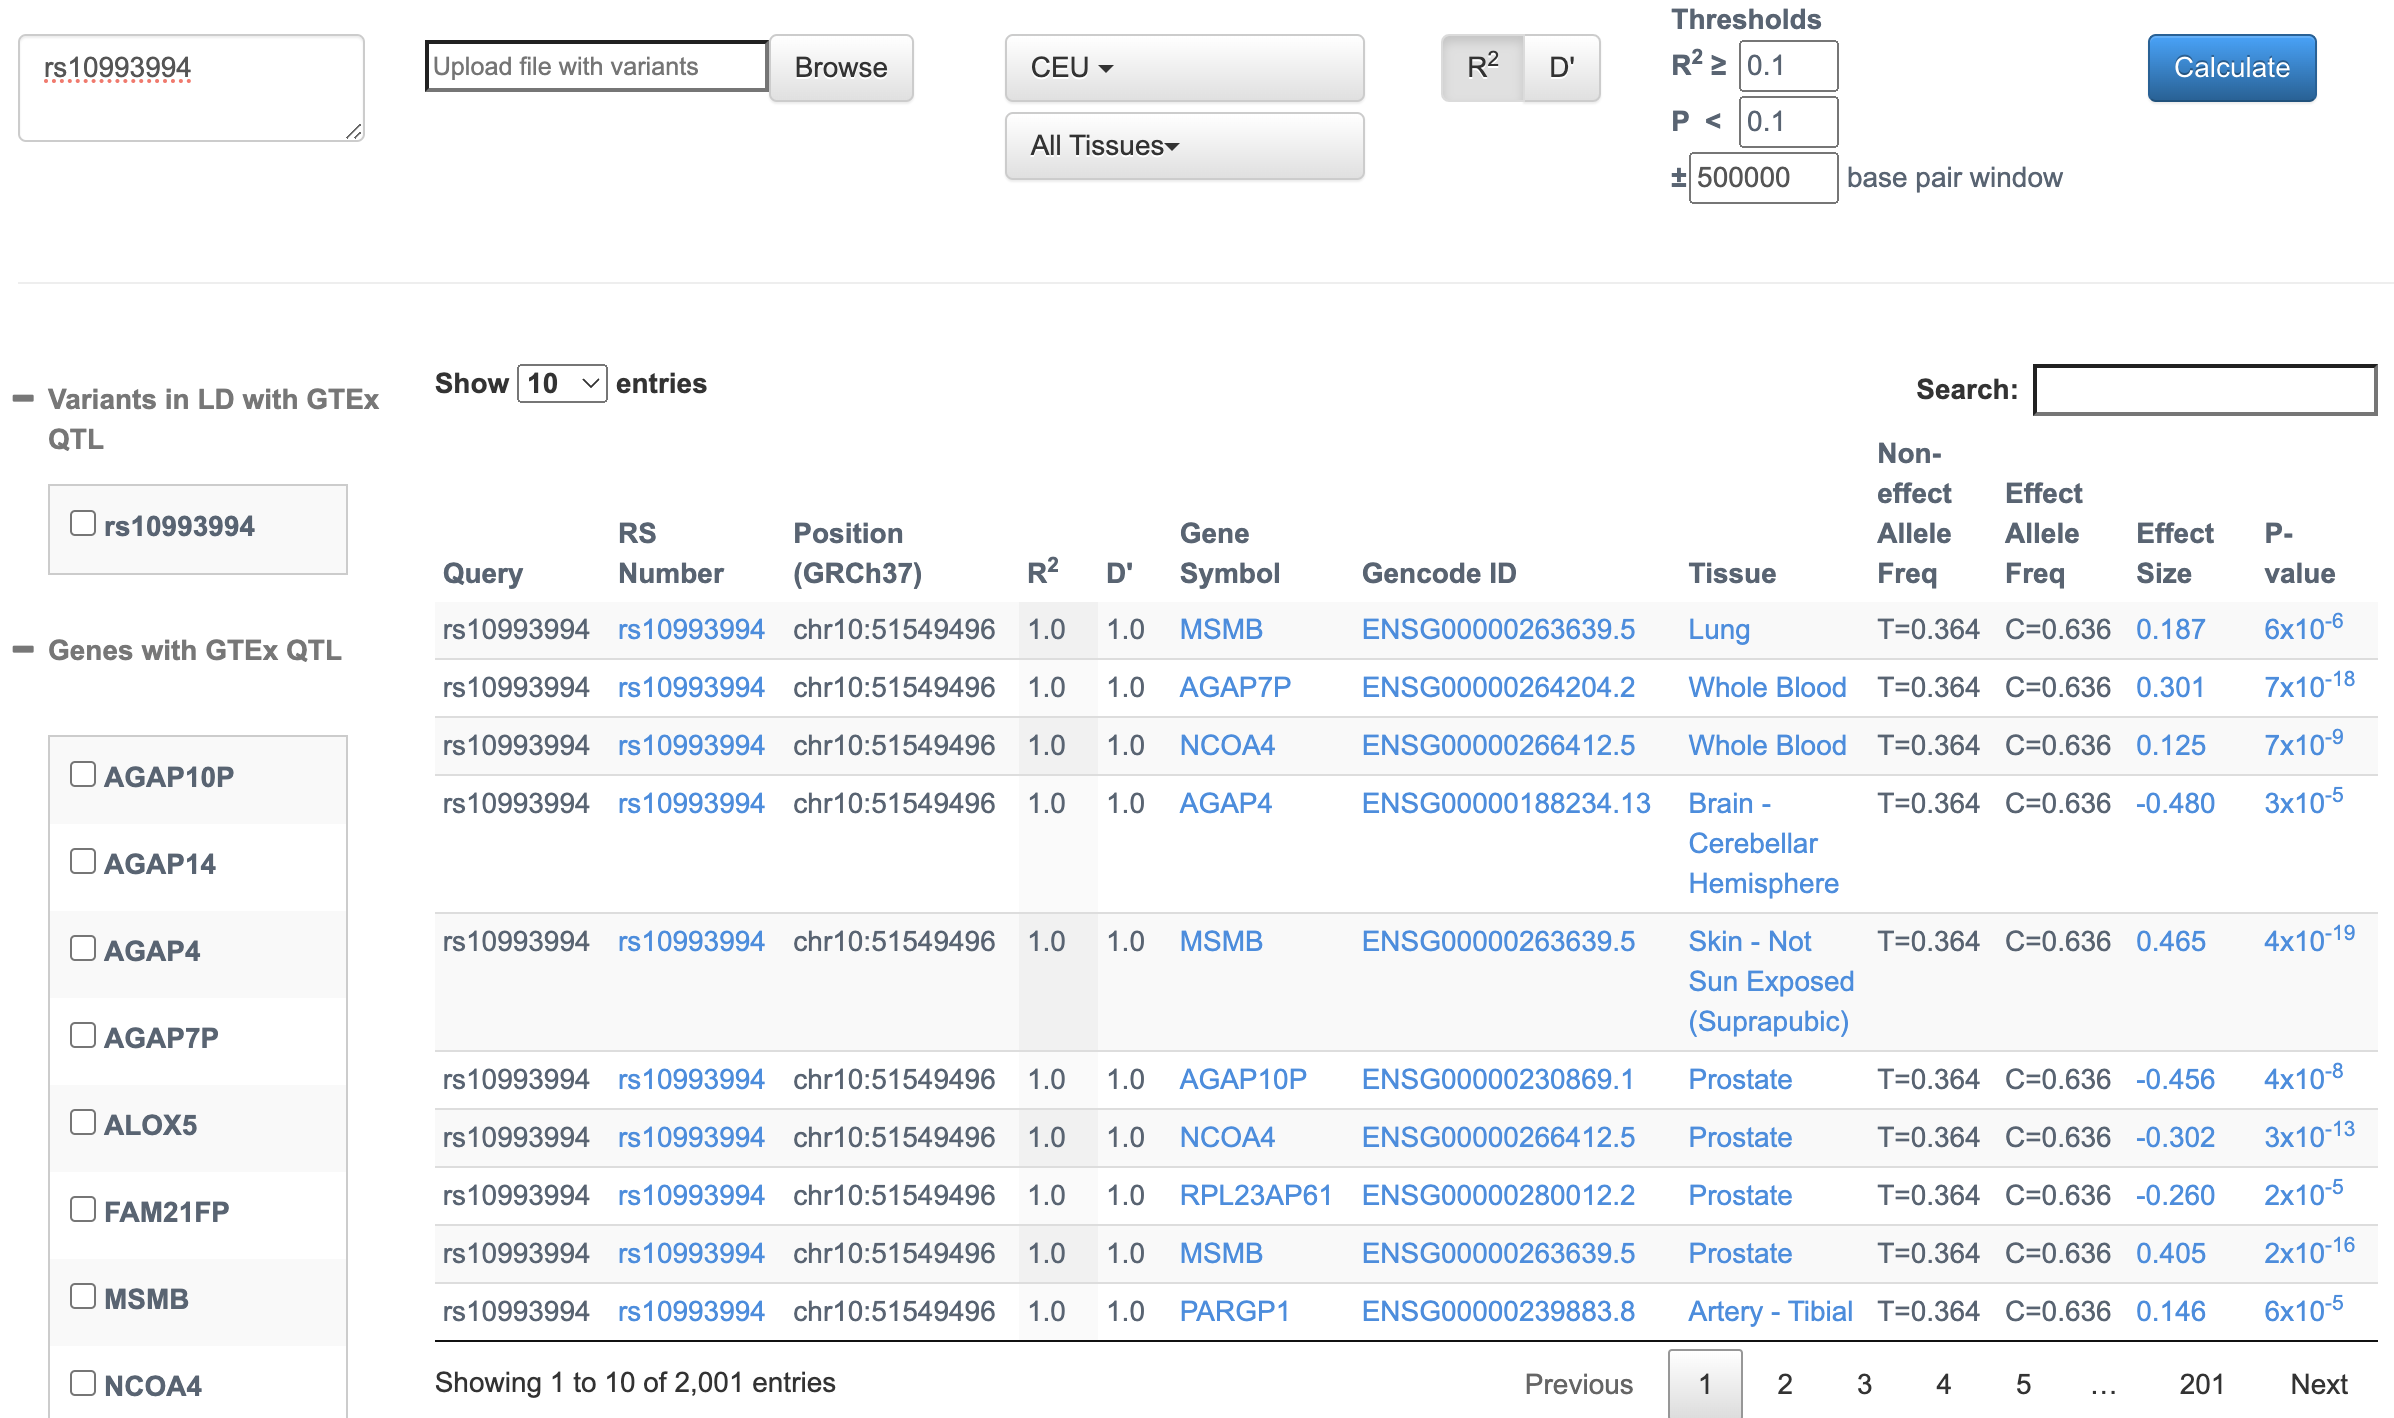 Thresholds
rs10993994 Upload file with variants Browse CEU R² D' R² ≥ 0.1 Calculate
P < 0.1
All Tissues
± 500000 base pair window
Variants in LD with GTEx QTL
rs10993994
Genes with GTEx QTL
AGAP10P
AGAP14
AGAP4
AGAP7P
ALOX5
FAM21FP
MSMB
NCOA4
Show 10 entries
Search:
Query RS Number Position (GRCh37) R² D' Gene Symbol Gencode ID Tissue Non-effect Allele Freq Effect Allele Freq Effect Size P-value
rs10993994 rs10993994 chr10:51549496 1.0 1.0 MSMB ENSG00000263639.5 Lung T=0.364 C=0.636 0.187 6x10⁻⁶
rs10993994 rs10993994 chr10:51549496 1.0 1.0 AGAP7P ENSG00000264204.2 Whole Blood T=0.364 C=0.636 0.301 7x10⁻¹⁸
rs10993994 rs10993994 chr10:51549496 1.0 1.0 NCOA4 ENSG00000266412.5 Whole Blood T=0.364 C=0.636 0.125 7x10⁻⁹
rs10993994 rs10993994 chr10:51549496 1.0 1.0 AGAP4 ENSG00000188234.13 Brain - Cerebellar Hemisphere T=0.364 C=0.636 -0.480 3x10⁻⁵
rs10993994 rs10993994 chr10:51549496 1.0 1.0 MSMB ENSG00000263639.5 Skin - Not Sun Exposed (Suprapubic) T=0.364 C=0.636 0.465 4x10⁻¹⁹
rs10993994 rs10993994 chr10:51549496 1.0 1.0 AGAP10P ENSG00000230869.1 Prostate T=0.364 C=0.636 -0.456 4x10⁻⁸
rs10993994 rs10993994 chr10:51549496 1.0 1.0 NCOA4 ENSG00000266412.5 Prostate T=0.364 C=0.636 -0.302 3x10⁻¹³
rs10993994 rs10993994 chr10:51549496 1.0 1.0 RPL23AP61 ENSG00000280012.2 Prostate T=0.364 C=0.636 -0.260 2x10⁻⁵
rs10993994 rs10993994 chr10:51549496 1.0 1.0 MSMB ENSG00000263639.5 Prostate T=0.364 C=0.636 0.405 2x10⁻¹⁶
rs10993994 rs10993994 chr10:51549496 1.0 1.0 PARGP1 ENSG00000239883.8 Artery - Tibial T=0.364 C=0.636 0.146 6x10⁻⁵
Showing 1 to 10 of 2,001 entries
Previous 1 2 3 4 5 … 201 Next